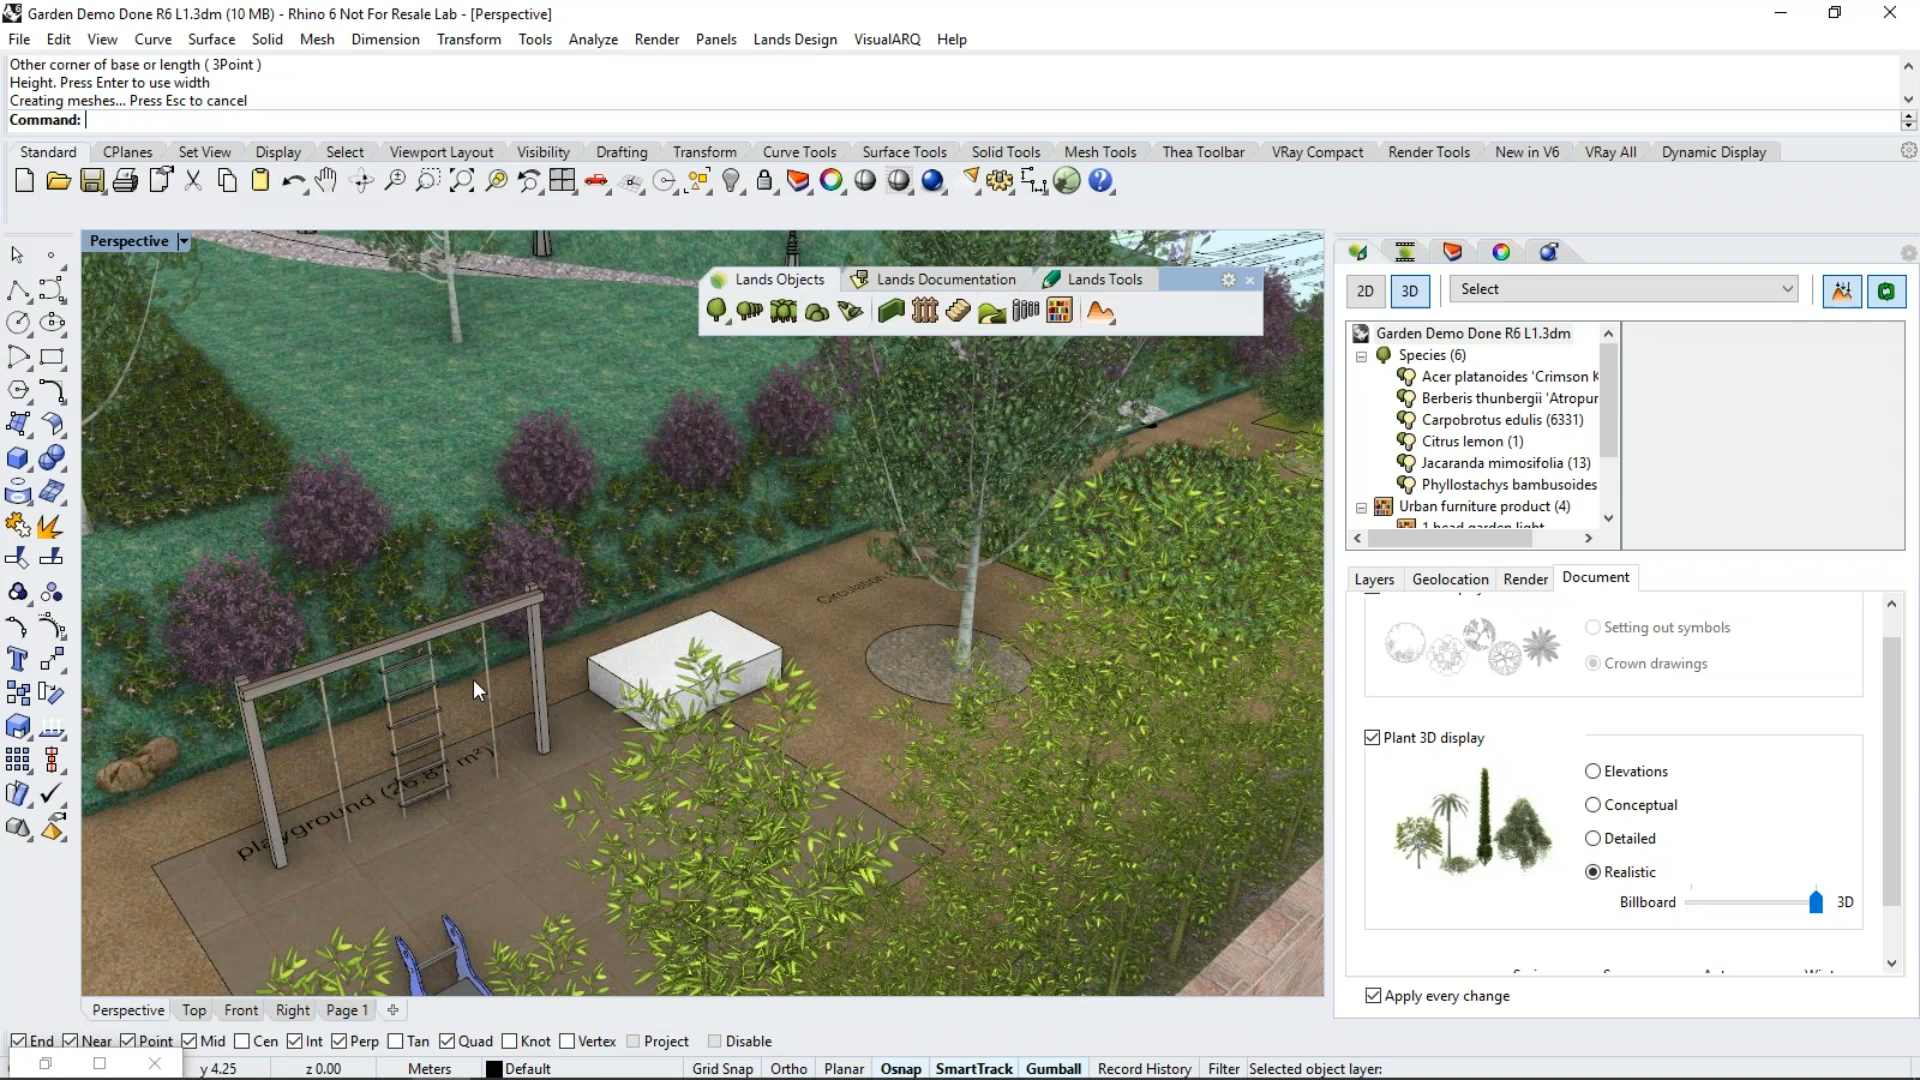 Garden Demo Done R6 L1.3dm (10 MB) - Rhino 6 Not For Resale Lab - [Perspective]
File Edit View Curve Surface Solid Mesh Dimension Transform Tools Analyze Render Panels Lands Design VisualARQ Help
Other corner of base or length ( 3Point )
Height. Press Enter to use width
Creating meshes... Press Esc to cancel
Command:
Standard CPlanes Set View Display Select Viewport Layout Visibility Drafting Transform Curve Tools Surface Tools Solid Tools Mesh Tools Thea Toolbar VRay Compact Render Tools New in V6 VRay All Dynamic Display
Perspective
Lands Objects Lands Documentation Lands Tools
2D 3D Select
Garden Demo Done R6 L1.3dm
Species (6)
Acer platanoides 'Crimson K
Berberis thunbergii 'Atropur
Carpobrotus edulis (6331)
Citrus lemon (1)
Jacaranda mimosifolia (13)
Phyllostachys bambusoides
Urban furniture product (4)
1 head garden light
Layers Geolocation Render Document
Setting out symbols
Crown drawings
Plant 3D display
Elevations
Conceptual
Detailed
Realistic
Billboard 3D
Apply every change
Circulation
playground (26.87 m²)
Perspective Top Front Right Page 1
End Near Point Mid Cen Int Perp Tan Quad Knot Vertex Project Disable
y 4.25 z 0.00 Meters Default Grid Snap Ortho Planar Osnap SmartTrack Gumball Record History Filter Selected object layer: